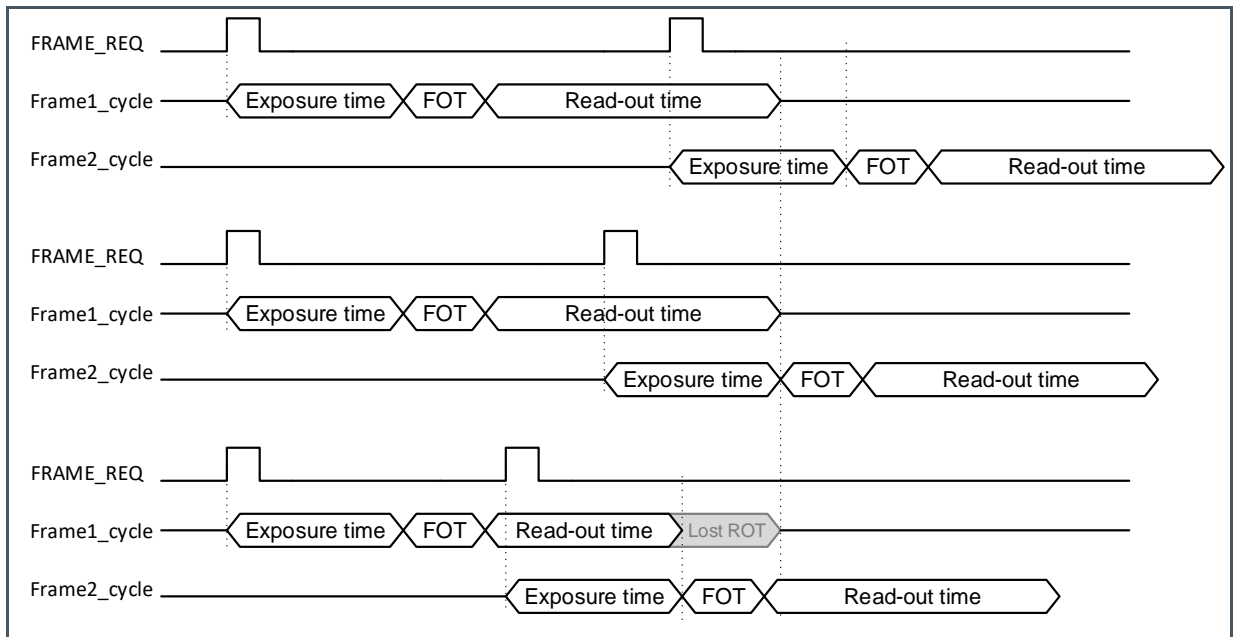 FRAME_REQ
Frame1_cycle Exposure time FOT Read-out time
Frame2_cycle Exposure time FOT Read-out time
FRAME_REQ
Frame1_cycle Exposure time FOT Read-out time
Frame2_cycle Exposure time FOT Read-out time
FRAME_REQ
Frame1_cycle Exposure time FOT Read-out time Lost ROT
Frame2_cycle Exposure time FOT Read-out time